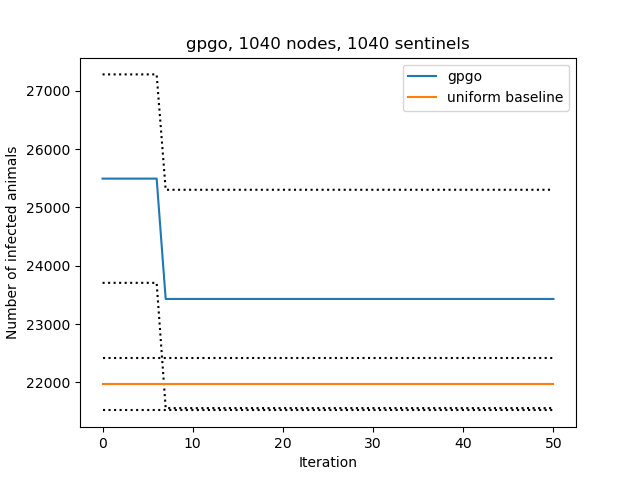 gpgo, 1040 nodes, 1040 sentinels
gpgo
uniform baseline
Number of infected animals
27000
26000
25000
24000
23000
22000
0 10 20 30 40 50
Iteration